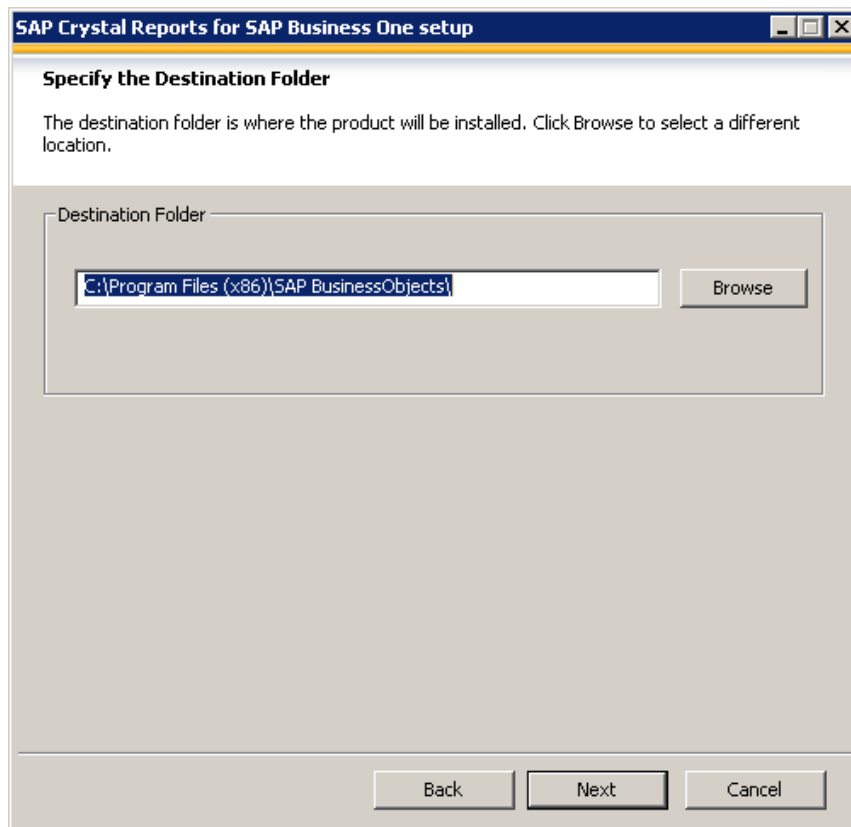 SAP Crystal Reports for SAP Business One setup
Specify the Destination Folder
The destination folder is where the product will be installed. Click Browse to select a different
location.
Destination Folder
C:\Program Files (x86)\SAP BusinessObjects\
Browse
Back
Next
Cancel